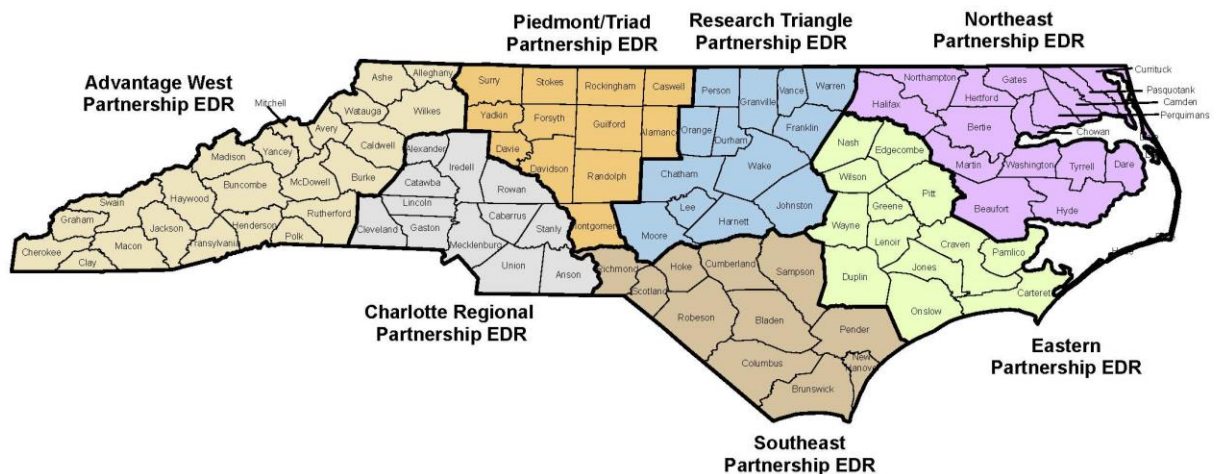 Piedmont/Triad
Partnership EDR
Research Triangle
Partnership EDR
Northeast
Partnership EDR
Advantage West
Partnership EDR
Ashe
Alleghany
Surry
Stokes
Rockingham
Caswell
Person
Granville
Vance
Warren
Northampton
Gates
Currituck
Pasquotank
Camden
Perquimans
Chowan
Mitchell
Watauga
Wilkes
Yadkin
Forsyth
Guilford
Alamance
Orange
Durham
Franklin
Halifax
Hertford
Bertie
Avery
Caldwell
Alexander
Iredell
Davie
Davidson
Randolph
Chatham
Wake
Nash
Edgecombe
Martin
Washington
Tyrrell
Dare
Madison
Yancey
McDowell
Burke
Catawba
Rowan
Wilson
Pitt
Buncombe
Haywood
Swain
Rutherford
Lincoln
Cabarrus
Lee
Johnston
Greene
Beaufort
Hyde
Graham
Jackson
Henderson
Polk
Cleveland
Gaston
Stanly
Montgomer
Moore
Harnett
Wayne
Lenoir
Craven
Pamlico
Cherokee
Clay
Macon
Transylvania
Mecklenburg
Union
Anson
Richmond
Scotland
Hoke
Cumberland
Sampson
Duplin
Jones
Carteret
Onslow
Robeson
Bladen
Pender
Columbus
New
Hanover
Brunswick
Charlotte Regional
Partnership EDR
Eastern
Partnership EDR
Southeast
Partnership EDR